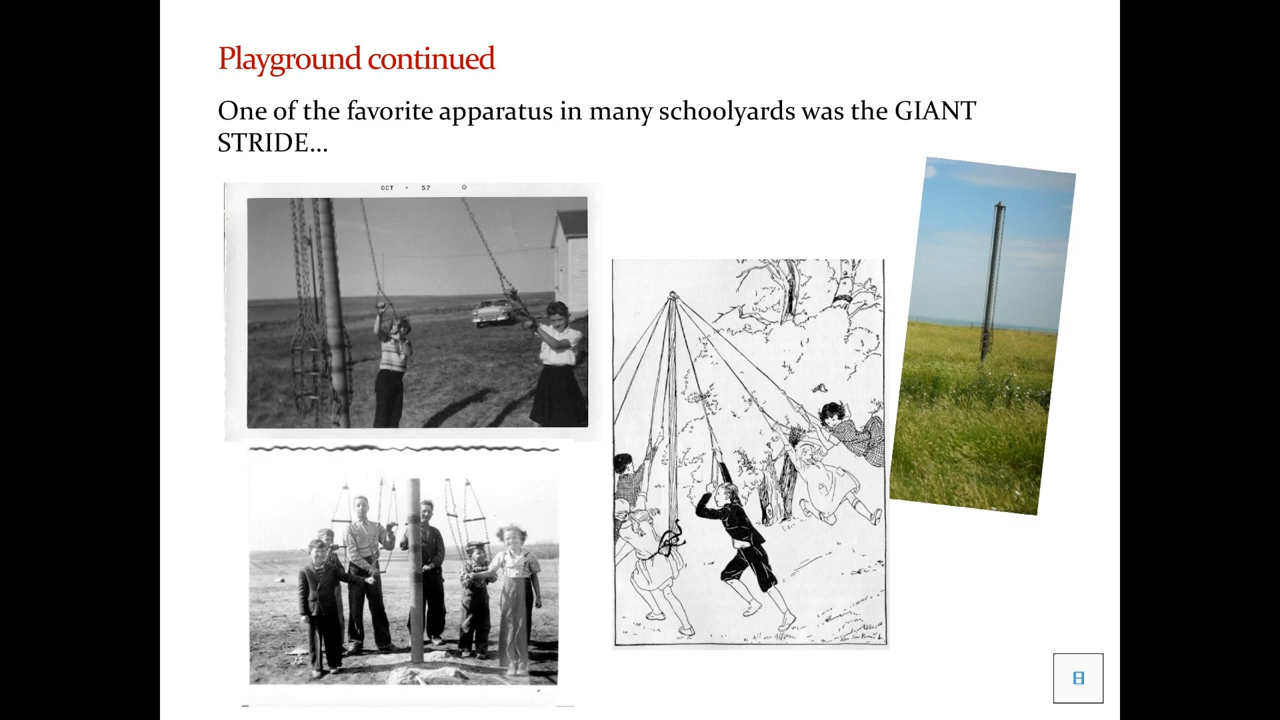 Playground continued
One of the favorite apparatus in many schoolyards was the GIANT
STRIDE...
OCT • 57